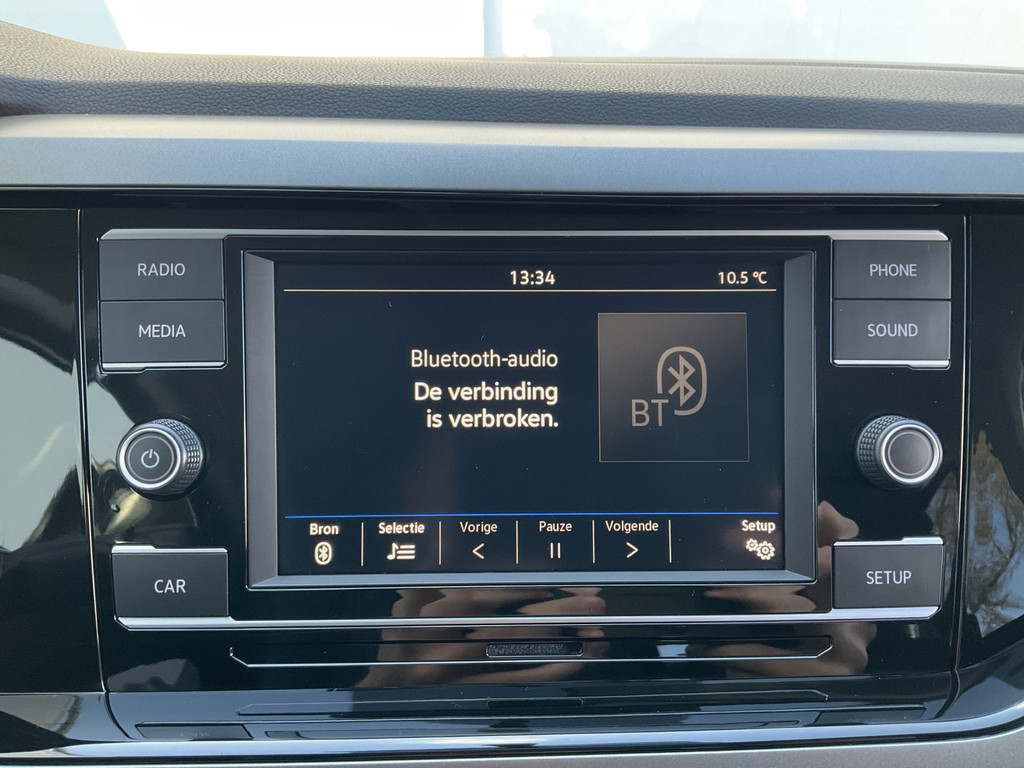 13:34
10.5 °C
RADIO
MEDIA
PHONE
SOUND
Bluetooth-audio
De verbinding
is verbroken.
BT
Bron
Selectie
Vorige
Pauze
Volgende
Setup
CAR
SETUP